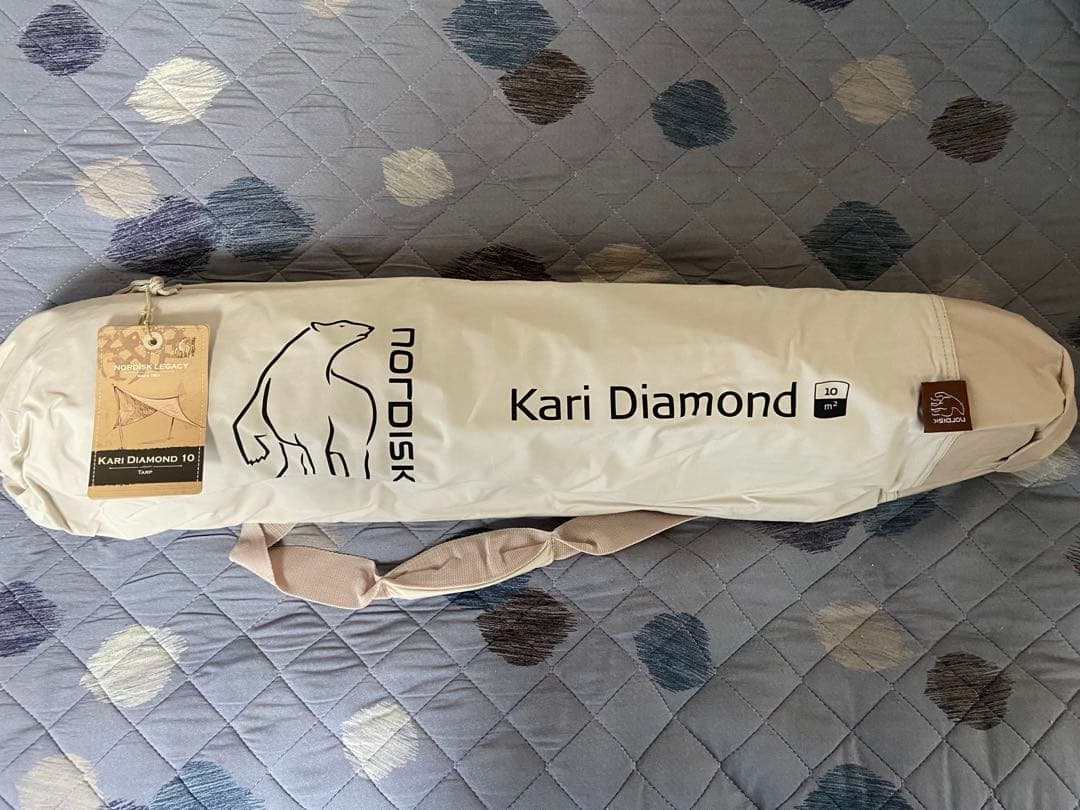 NORDISK LEGACY
KARI DIAMOND 10
TARP
NORDISK
Kari Diamond
10
m²
NORDISK